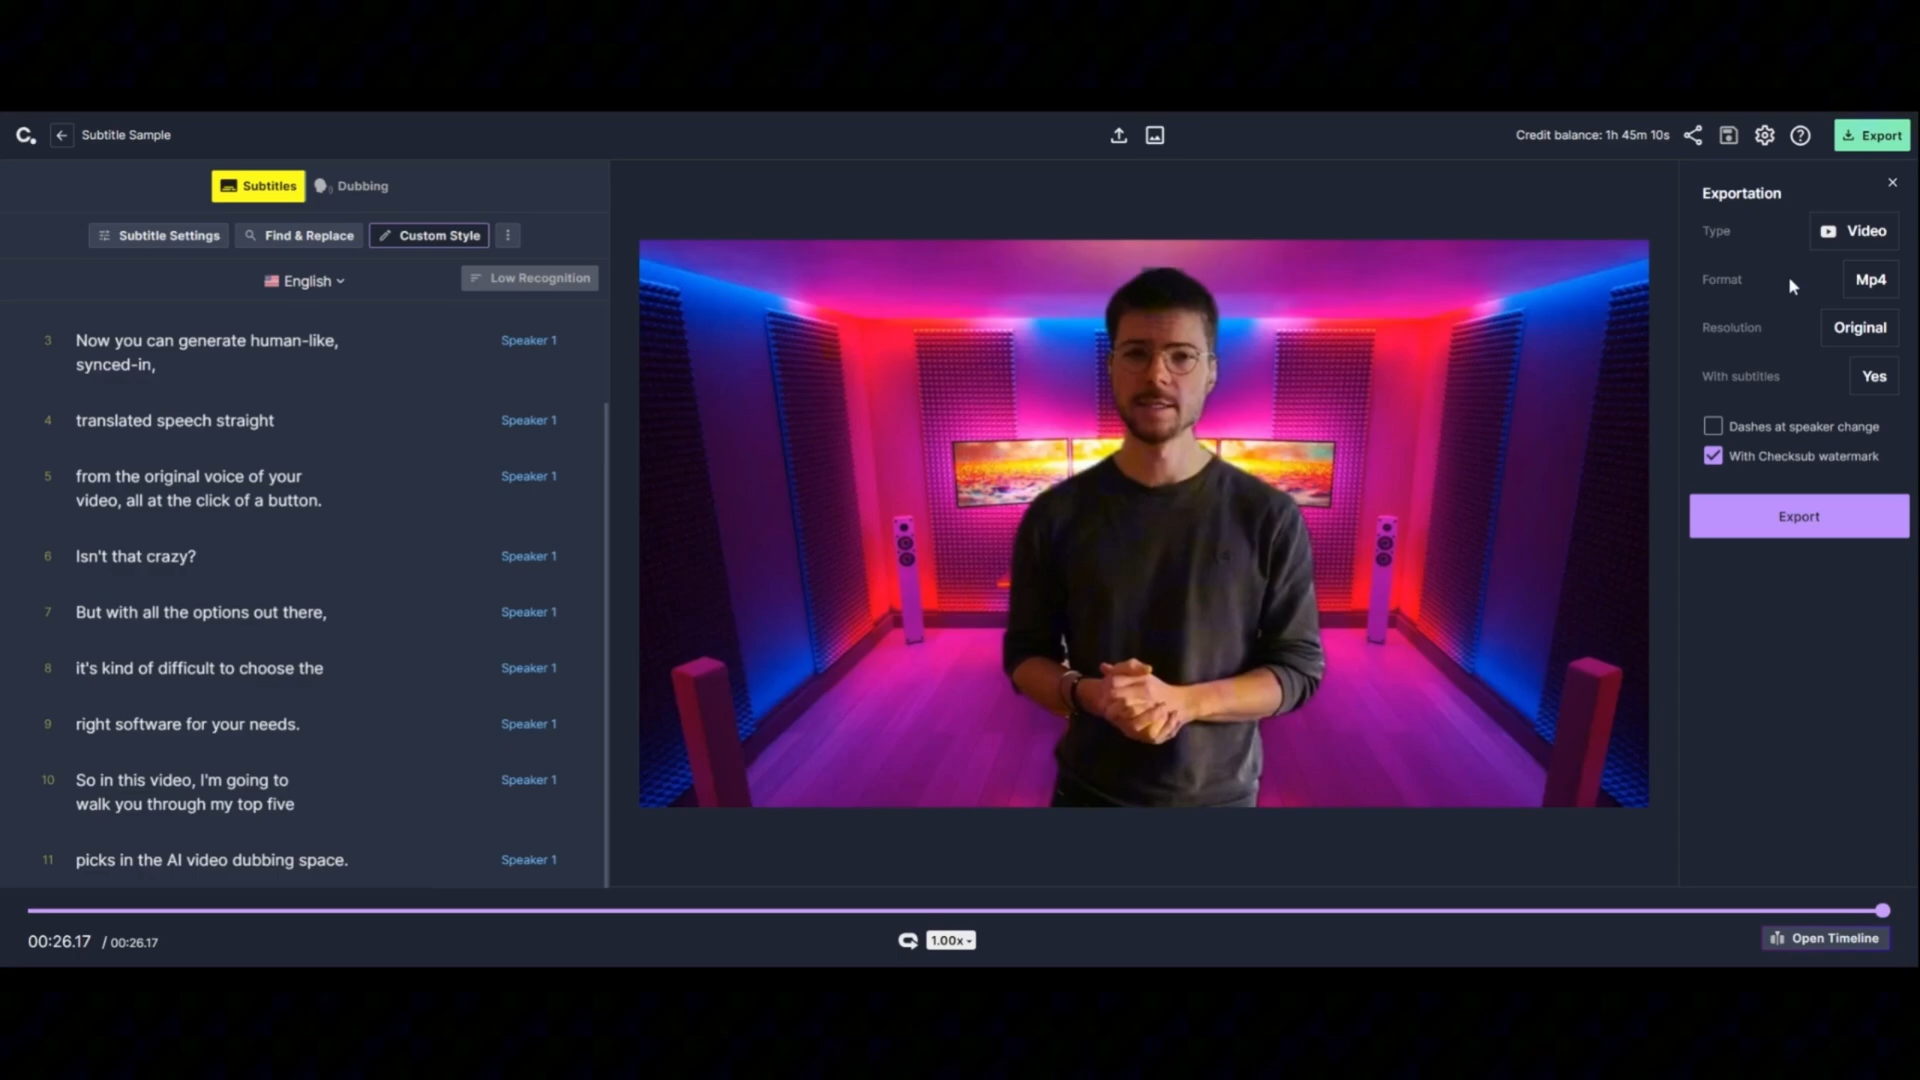 C.
Subtitle Sample
Credit balance: 1h 45m 10s
Export
Subtitles
Dubbing
Subtitle Settings
Find & Replace
Custom Style
English
Low Recognition
3 Now you can generate human-like, Speaker 1
synced-in,
4 translated speech straight Speaker 1
5 from the original voice of your Speaker 1
video, all at the click of a button.
6 Isn't that crazy? Speaker 1
7 But with all the options out there, Speaker 1
8 it's kind of difficult to choose the Speaker 1
9 right software for your needs. Speaker 1
10 So in this video, I'm going to Speaker 1
walk you through my top five
11 picks in the AI video dubbing space. Speaker 1
Exportation
Type Video
Format Mp4
Resolution Original
With subtitles Yes
Dashes at speaker change
With Checksub watermark
Export
00:26.17 / 00:26.17
1.00x
Open Timeline